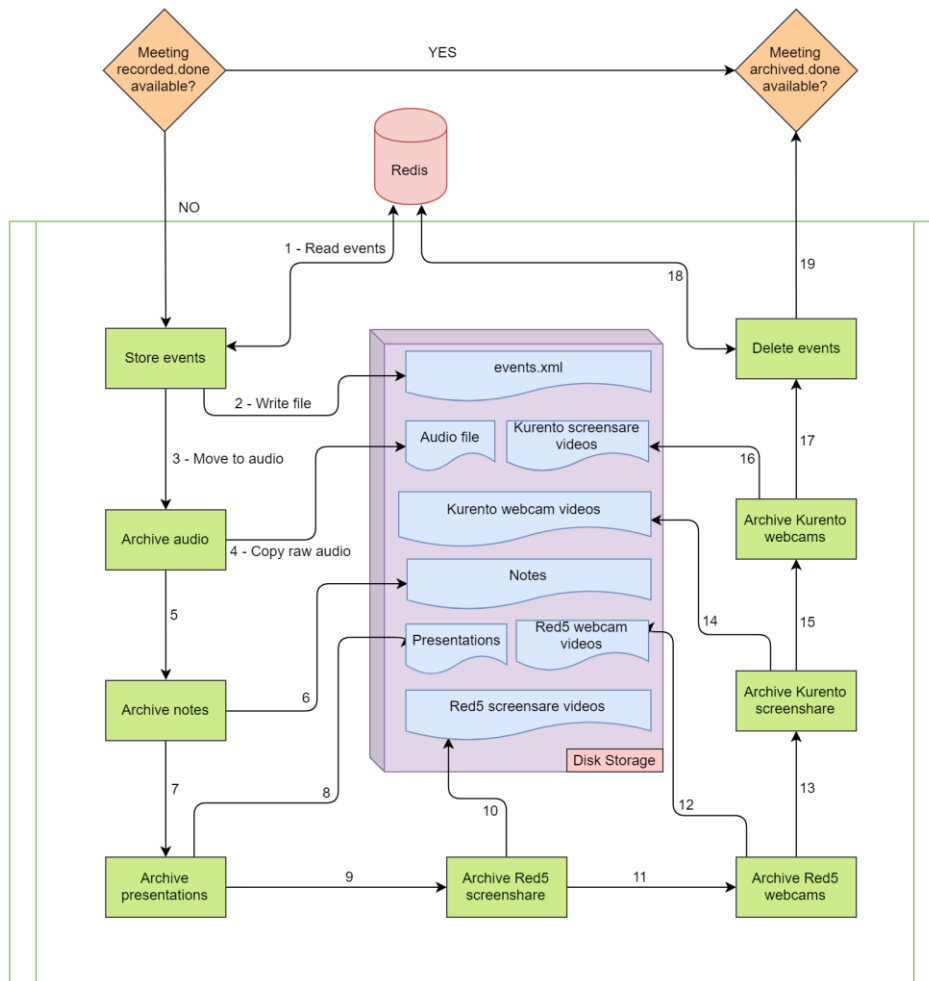 Meeting
recorded.done
available?
YES
Meeting
archived.done
available?
Redis
NO
1 - Read events
18
19
Store events
Delete events
events.xml
2 - Write file
Audio file
Kurento screensare
videos
17
16
3 - Move to audio
Kurento webcam videos
Archive audio
Archive Kurento
webcams
4 - Copy raw audio
Notes
5
14
15
Presentations
Red5 webcam
videos
6
Archive notes
Archive Kurento
screenshare
Red5 screensare videos
Disk Storage
7
8
10
12
13
Archive
presentations
9
Archive Red5
screenshare
11
Archive Red5
webcams